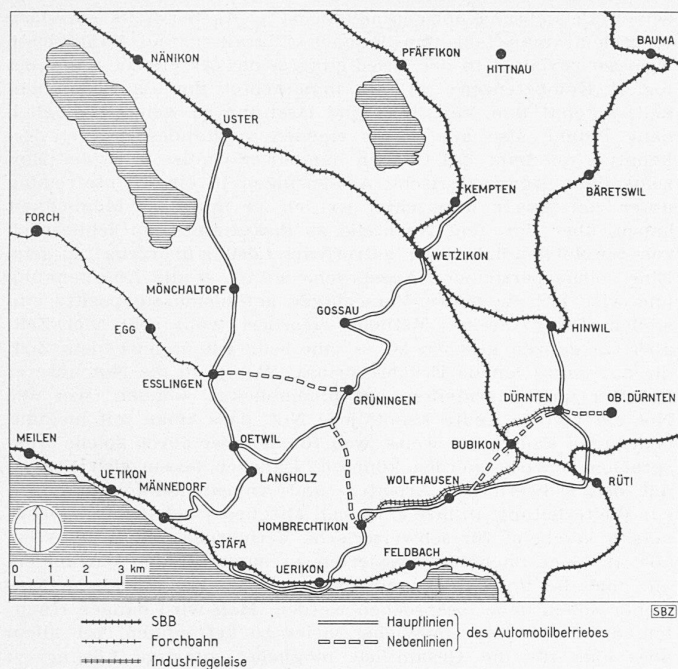 BAUMA
NÄNIKON
PFÄFFIKON
HITTNAU
USTER
BÄRETSWIL
KEMPTEN
FORCH
WETZIKON
MÖNCHALTORF
GOSSAU
EGG
HINWIL
ESSLINGEN
GRÜNINGEN
DÜRNTEN
OB.DÜRNTEN
MEILEN
OETWIL
BUBIKON
UETIKON
LANGHOLZ
WOLFHAUSEN
RÜTI
MÄNNEDORF
HOMBRECHTIKON
STÄFA
FELDBACH
UERIKON
0 1 2 3 km
SBZ
SBB
Forchbahn
Industriegeleise
Hauptlinien
Nebenlinien
des Automobilbetriebes